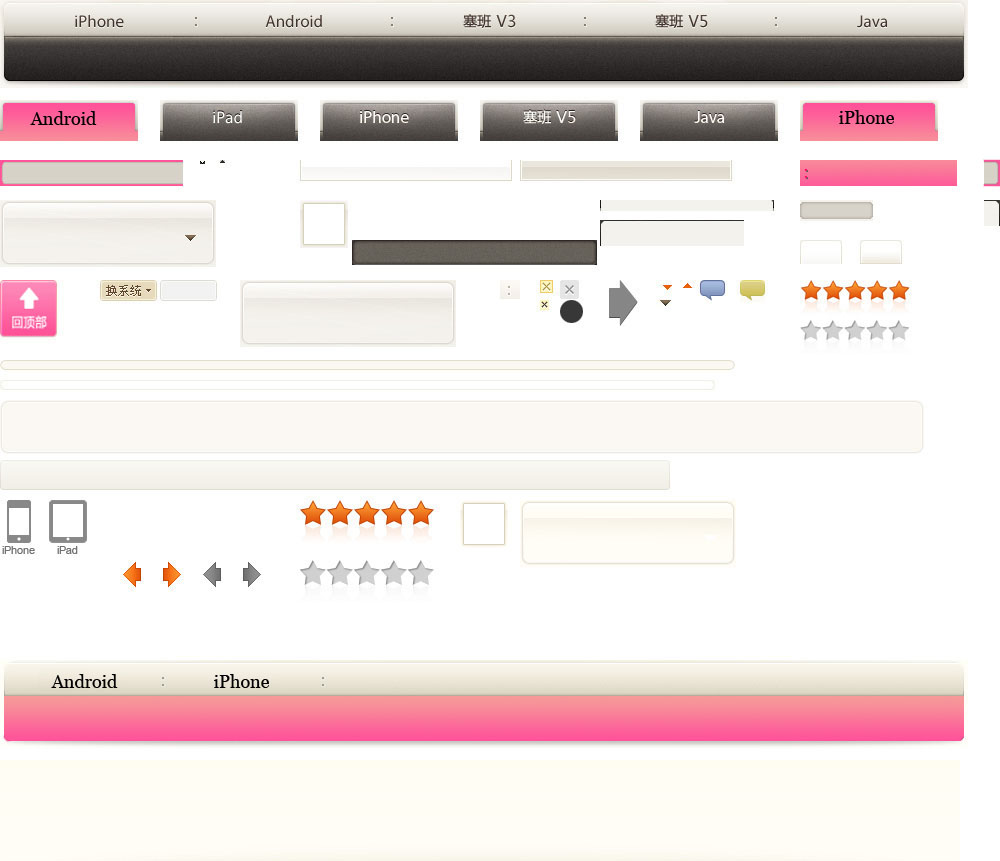 iPhone : Android : 塞班 V3 : 塞班 V5 : Java
Android iPad iPhone 塞班 V5 Java iPhone
:
换系统 :
回顶部
iPhone iPad
Android : iPhone :